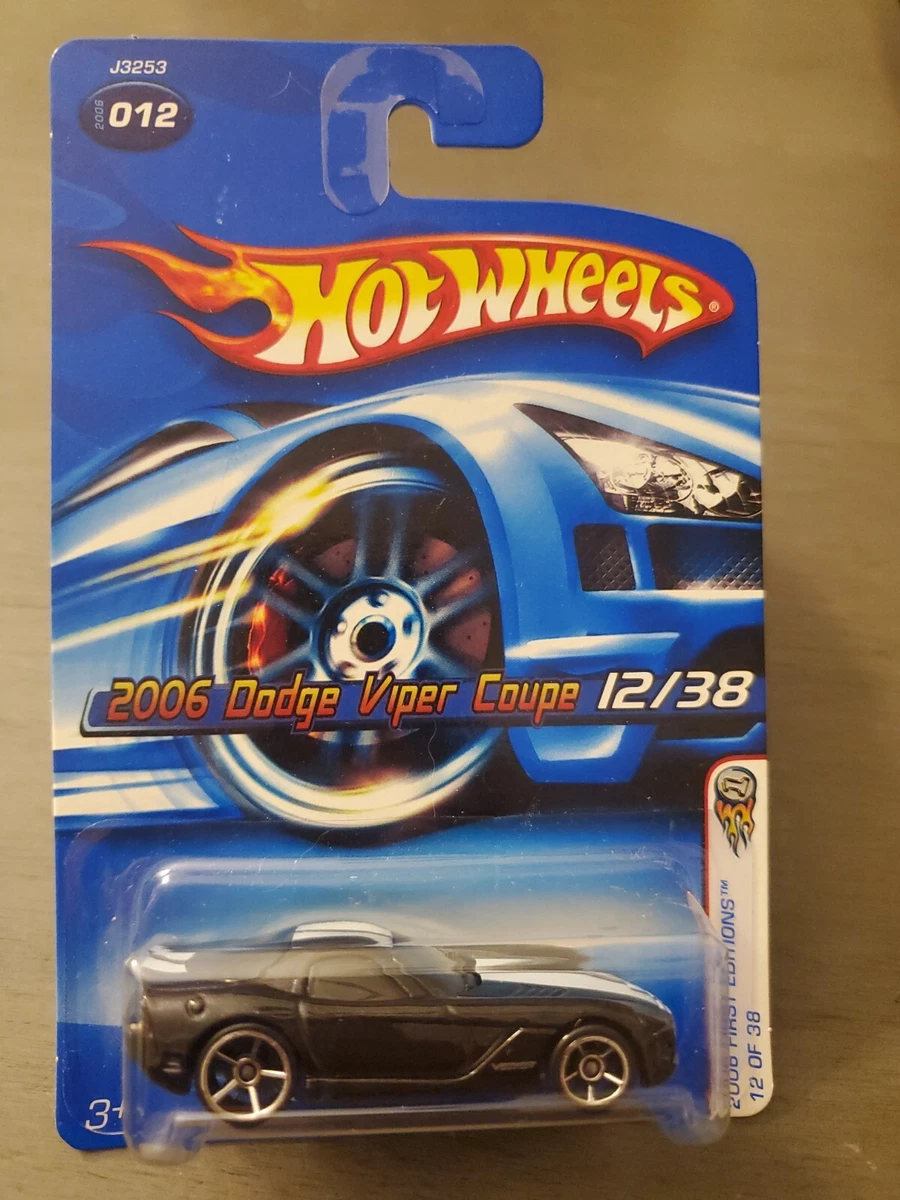 J3253
2006
012
HOT WHEELS®
2006 Dodge Viper Coupe 12/38
2006 FIRST EDITIONS™
12 OF 38
3+